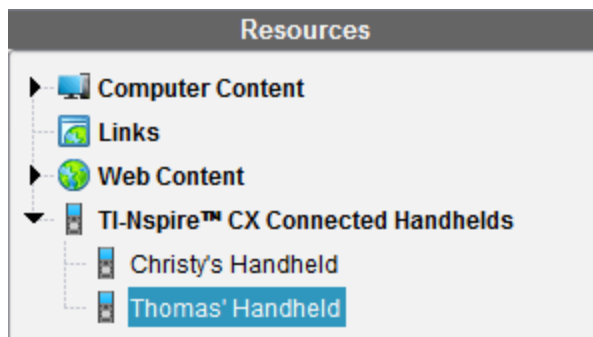 Resources
Computer Content
Links
Web Content
TI-Nspire™ CX Connected Handhelds
Christy's Handheld
Thomas' Handheld